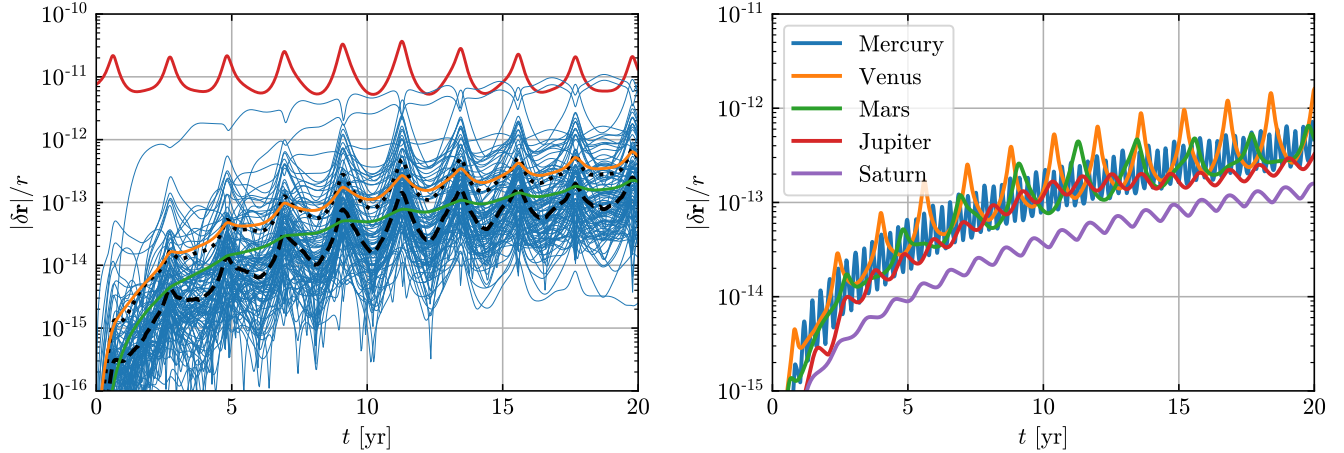 10⁻¹⁰
10⁻¹¹
10⁻¹²
10⁻¹³
10⁻¹⁴
10⁻¹⁵
10⁻¹⁶
|δr|/r
0 5 10 15 20
t [yr]
10⁻¹¹
10⁻¹²
10⁻¹³
10⁻¹⁴
10⁻¹⁵
|δr|/r
Mercury
Venus
Mars
Jupiter
Saturn
0 5 10 15 20
t [yr]